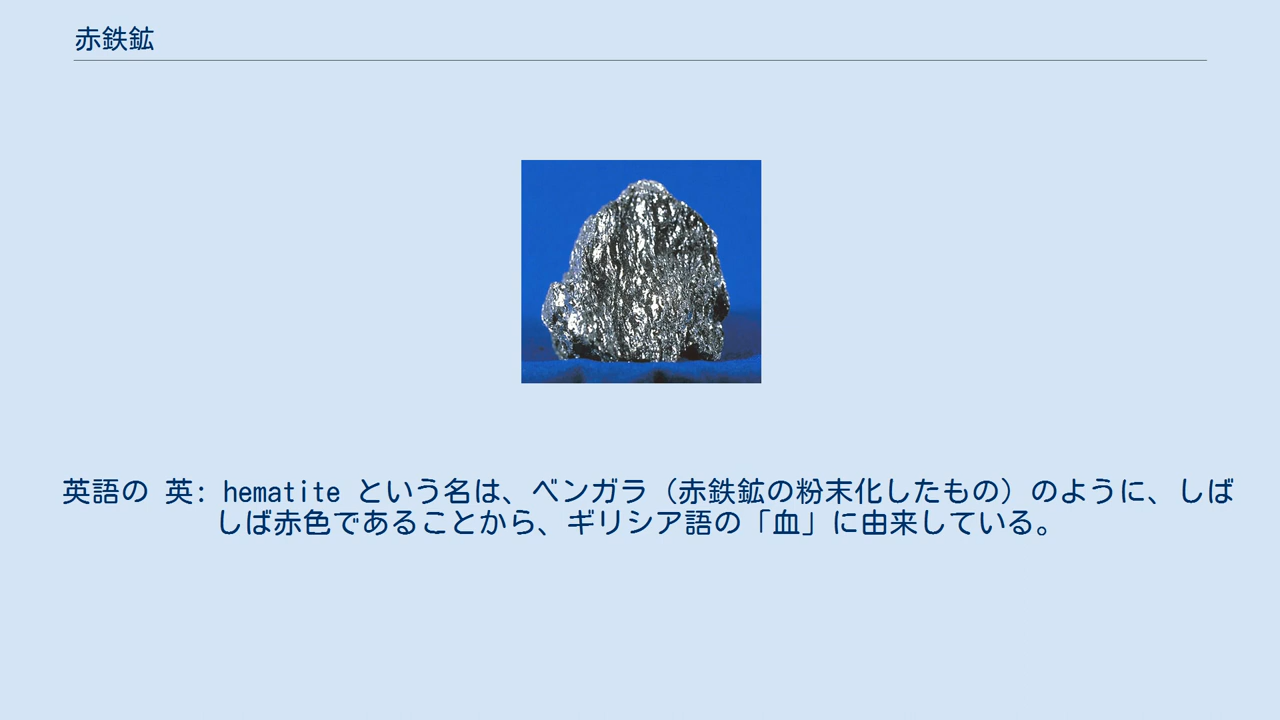 赤鉄鉱
英語の 英: hematite という名は、ベンガラ（赤鉄鉱の粉末化したもの）のように、しば
しば赤色であることから、ギリシア語の「血」に由来している。